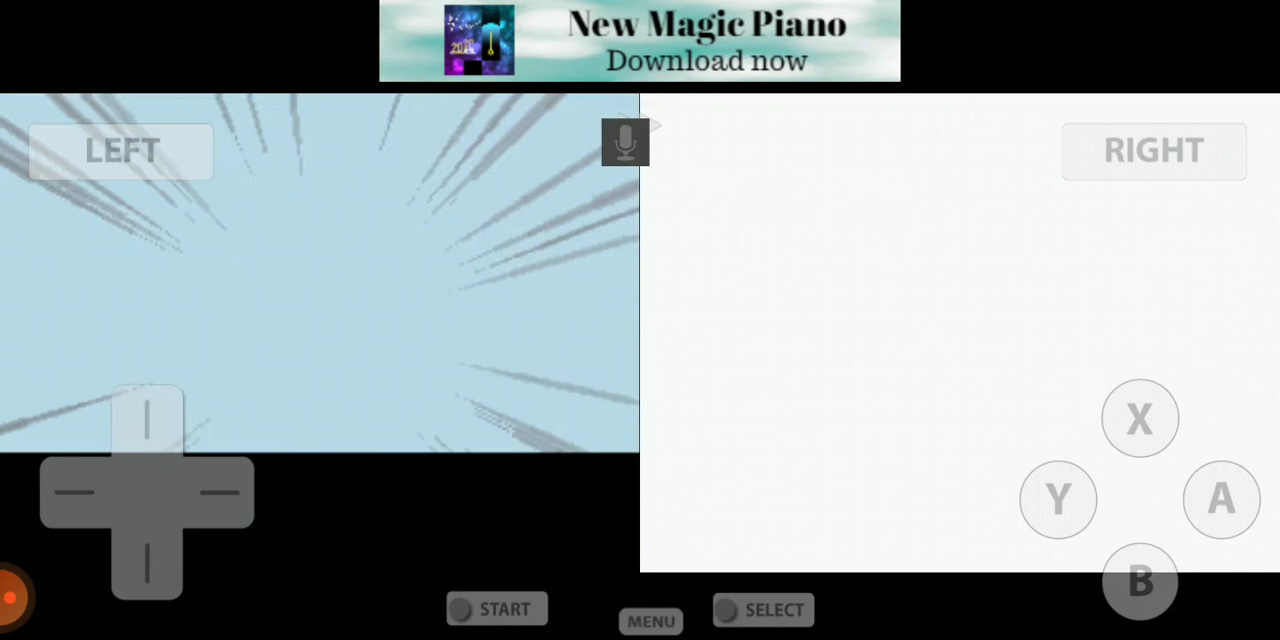 New Magic Piano
Download now
LEFT
RIGHT
X
Y
A
B
START
SELECT
MENU